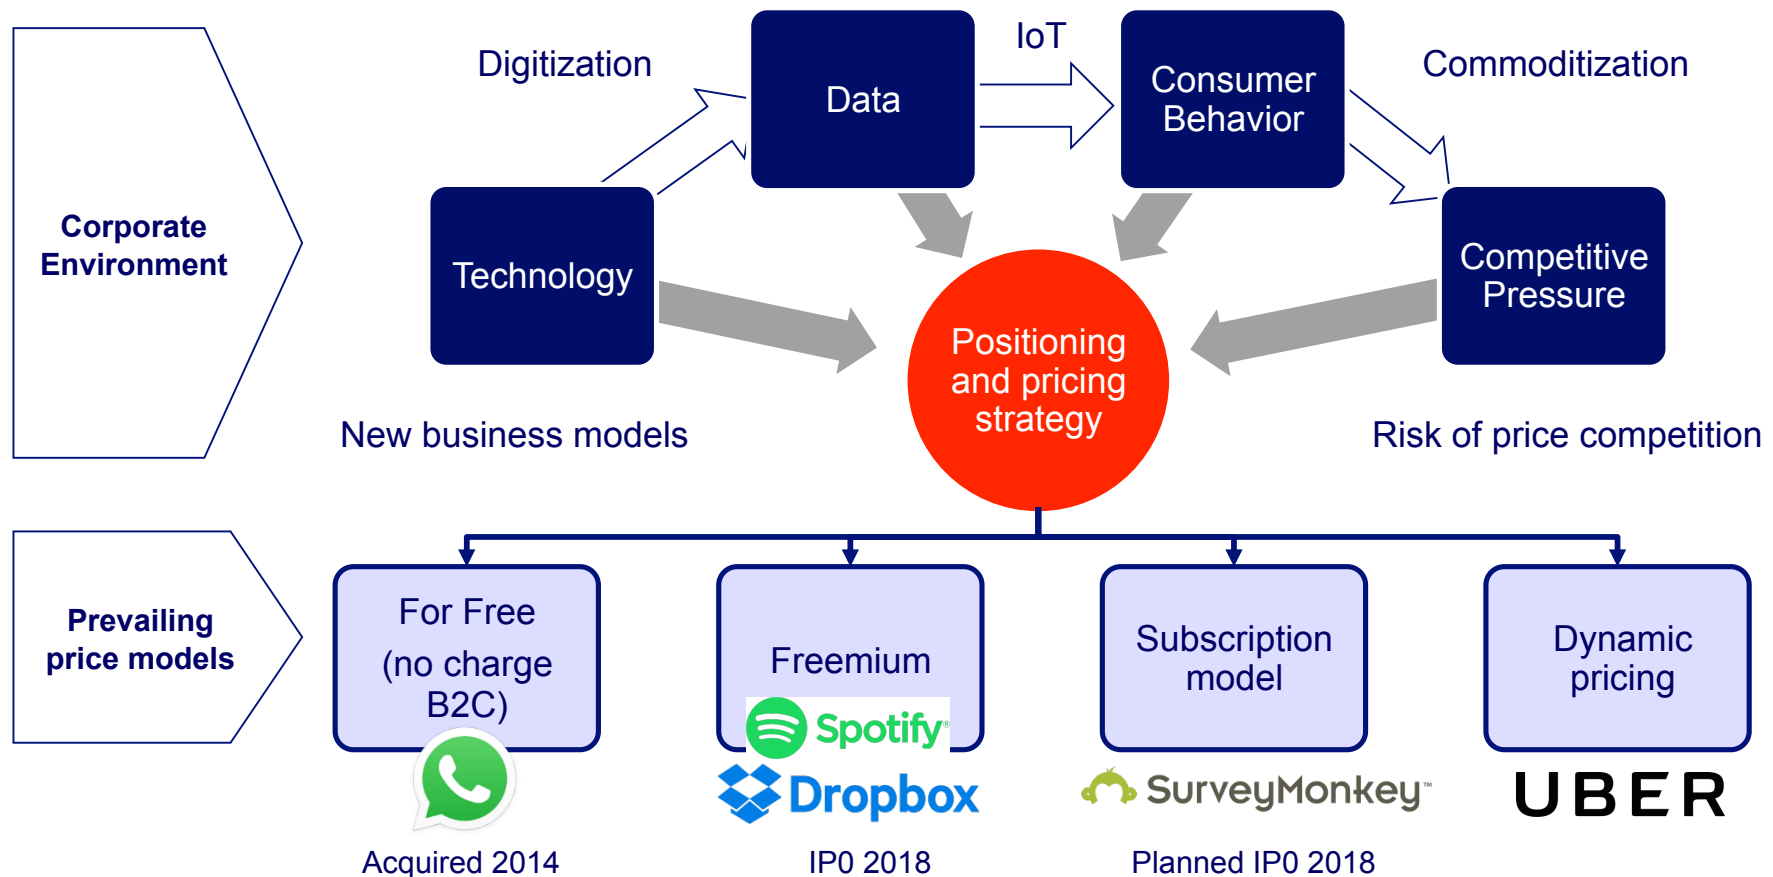 Digitization
IoT
Commoditization
Data
Consumer
Behavior
Corporate
Environment
Technology
Competitive
Pressure
Positioning
and pricing
strategy
New business models
Risk of price competition
Prevailing
price models
For Free
(no charge
B2C)
Freemium
Subscription
model
Dynamic
pricing
Spotify®
Dropbox
SurveyMonkey™
UBER
Acquired 2014
IP0 2018
Planned IP0 2018